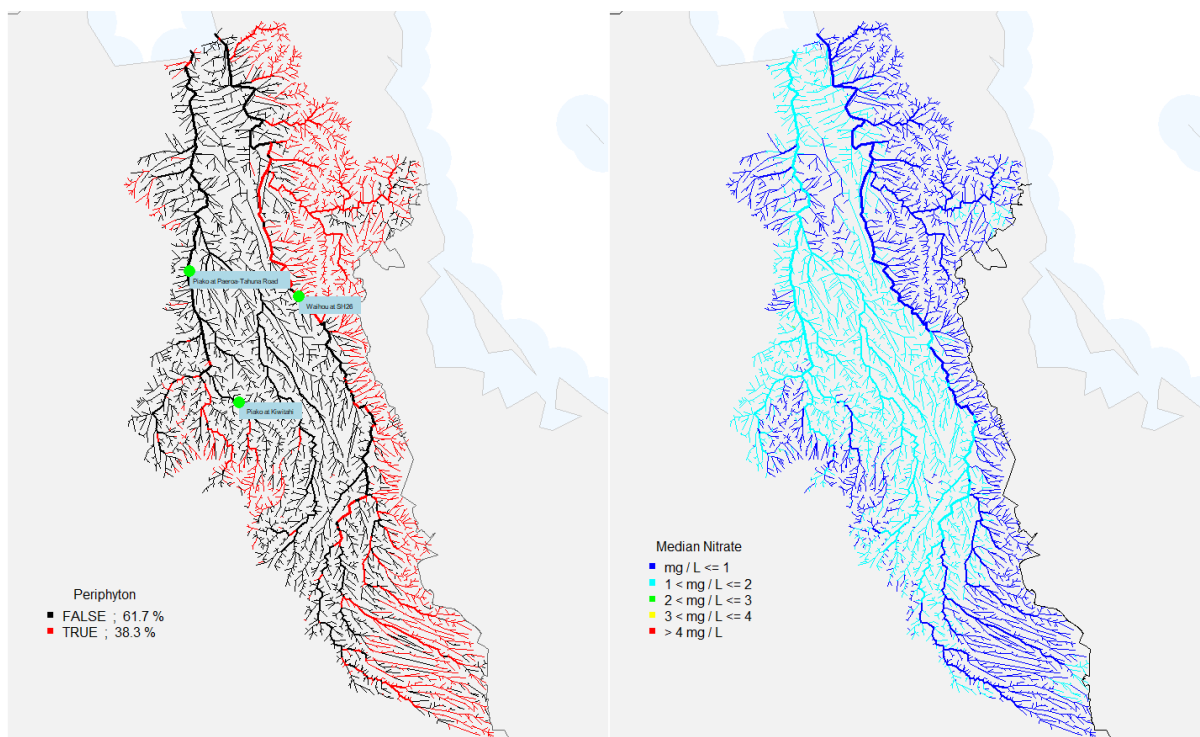 Piako at Paeroa-Tahuna Road
Waihou at SH26
Piako at Kiwitahi
Periphyton
FALSE ; 61.7 %
TRUE ; 38.3 %
Median Nitrate
mg / L <= 1
1 < mg / L <= 2
2 < mg / L <= 3
3 < mg / L <= 4
> 4 mg / L